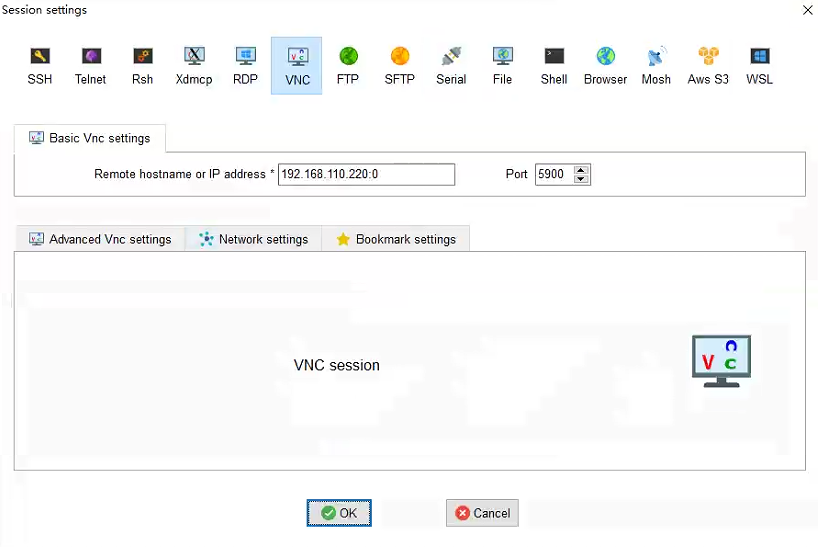 Session settings
SSH Telnet Rsh Xdmcp RDP VNC FTP SFTP Serial File Shell Browser Mosh Aws S3 WSL
Basic Vnc settings
Remote hostname or IP address * 192.168.110.220:0 Port 5900
Advanced Vnc settings Network settings Bookmark settings
VNC session
OK Cancel